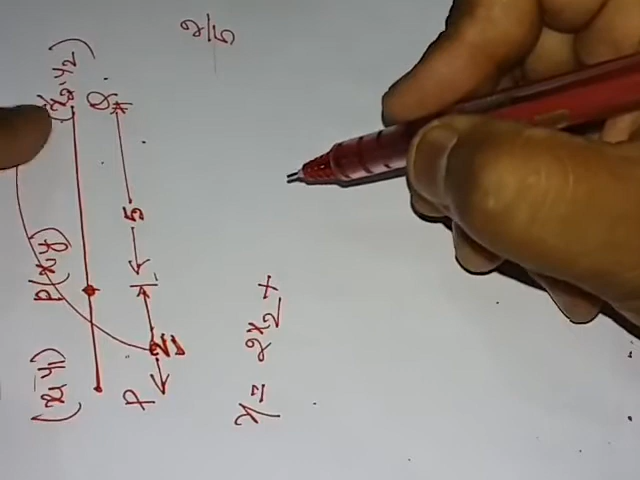 (x₁ y₁) P(x,y) (x₂, y₂)
P ← 2 → | ← 5 → Q
x = 2x₂ +
2/5